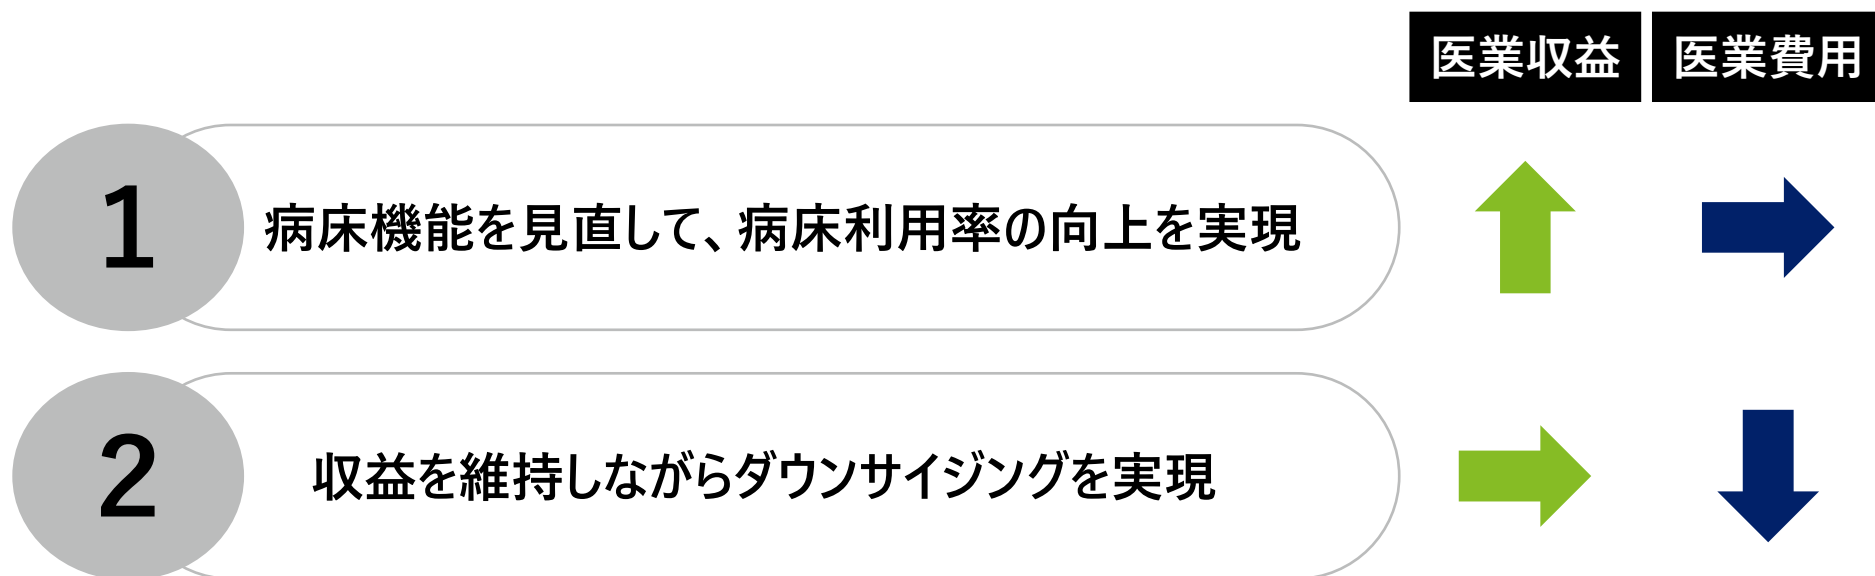 医業収益 医業費用
1 病床機能を見直して、病床利用率の向上を実現
2 収益を維持しながらダウンサイジングを実現